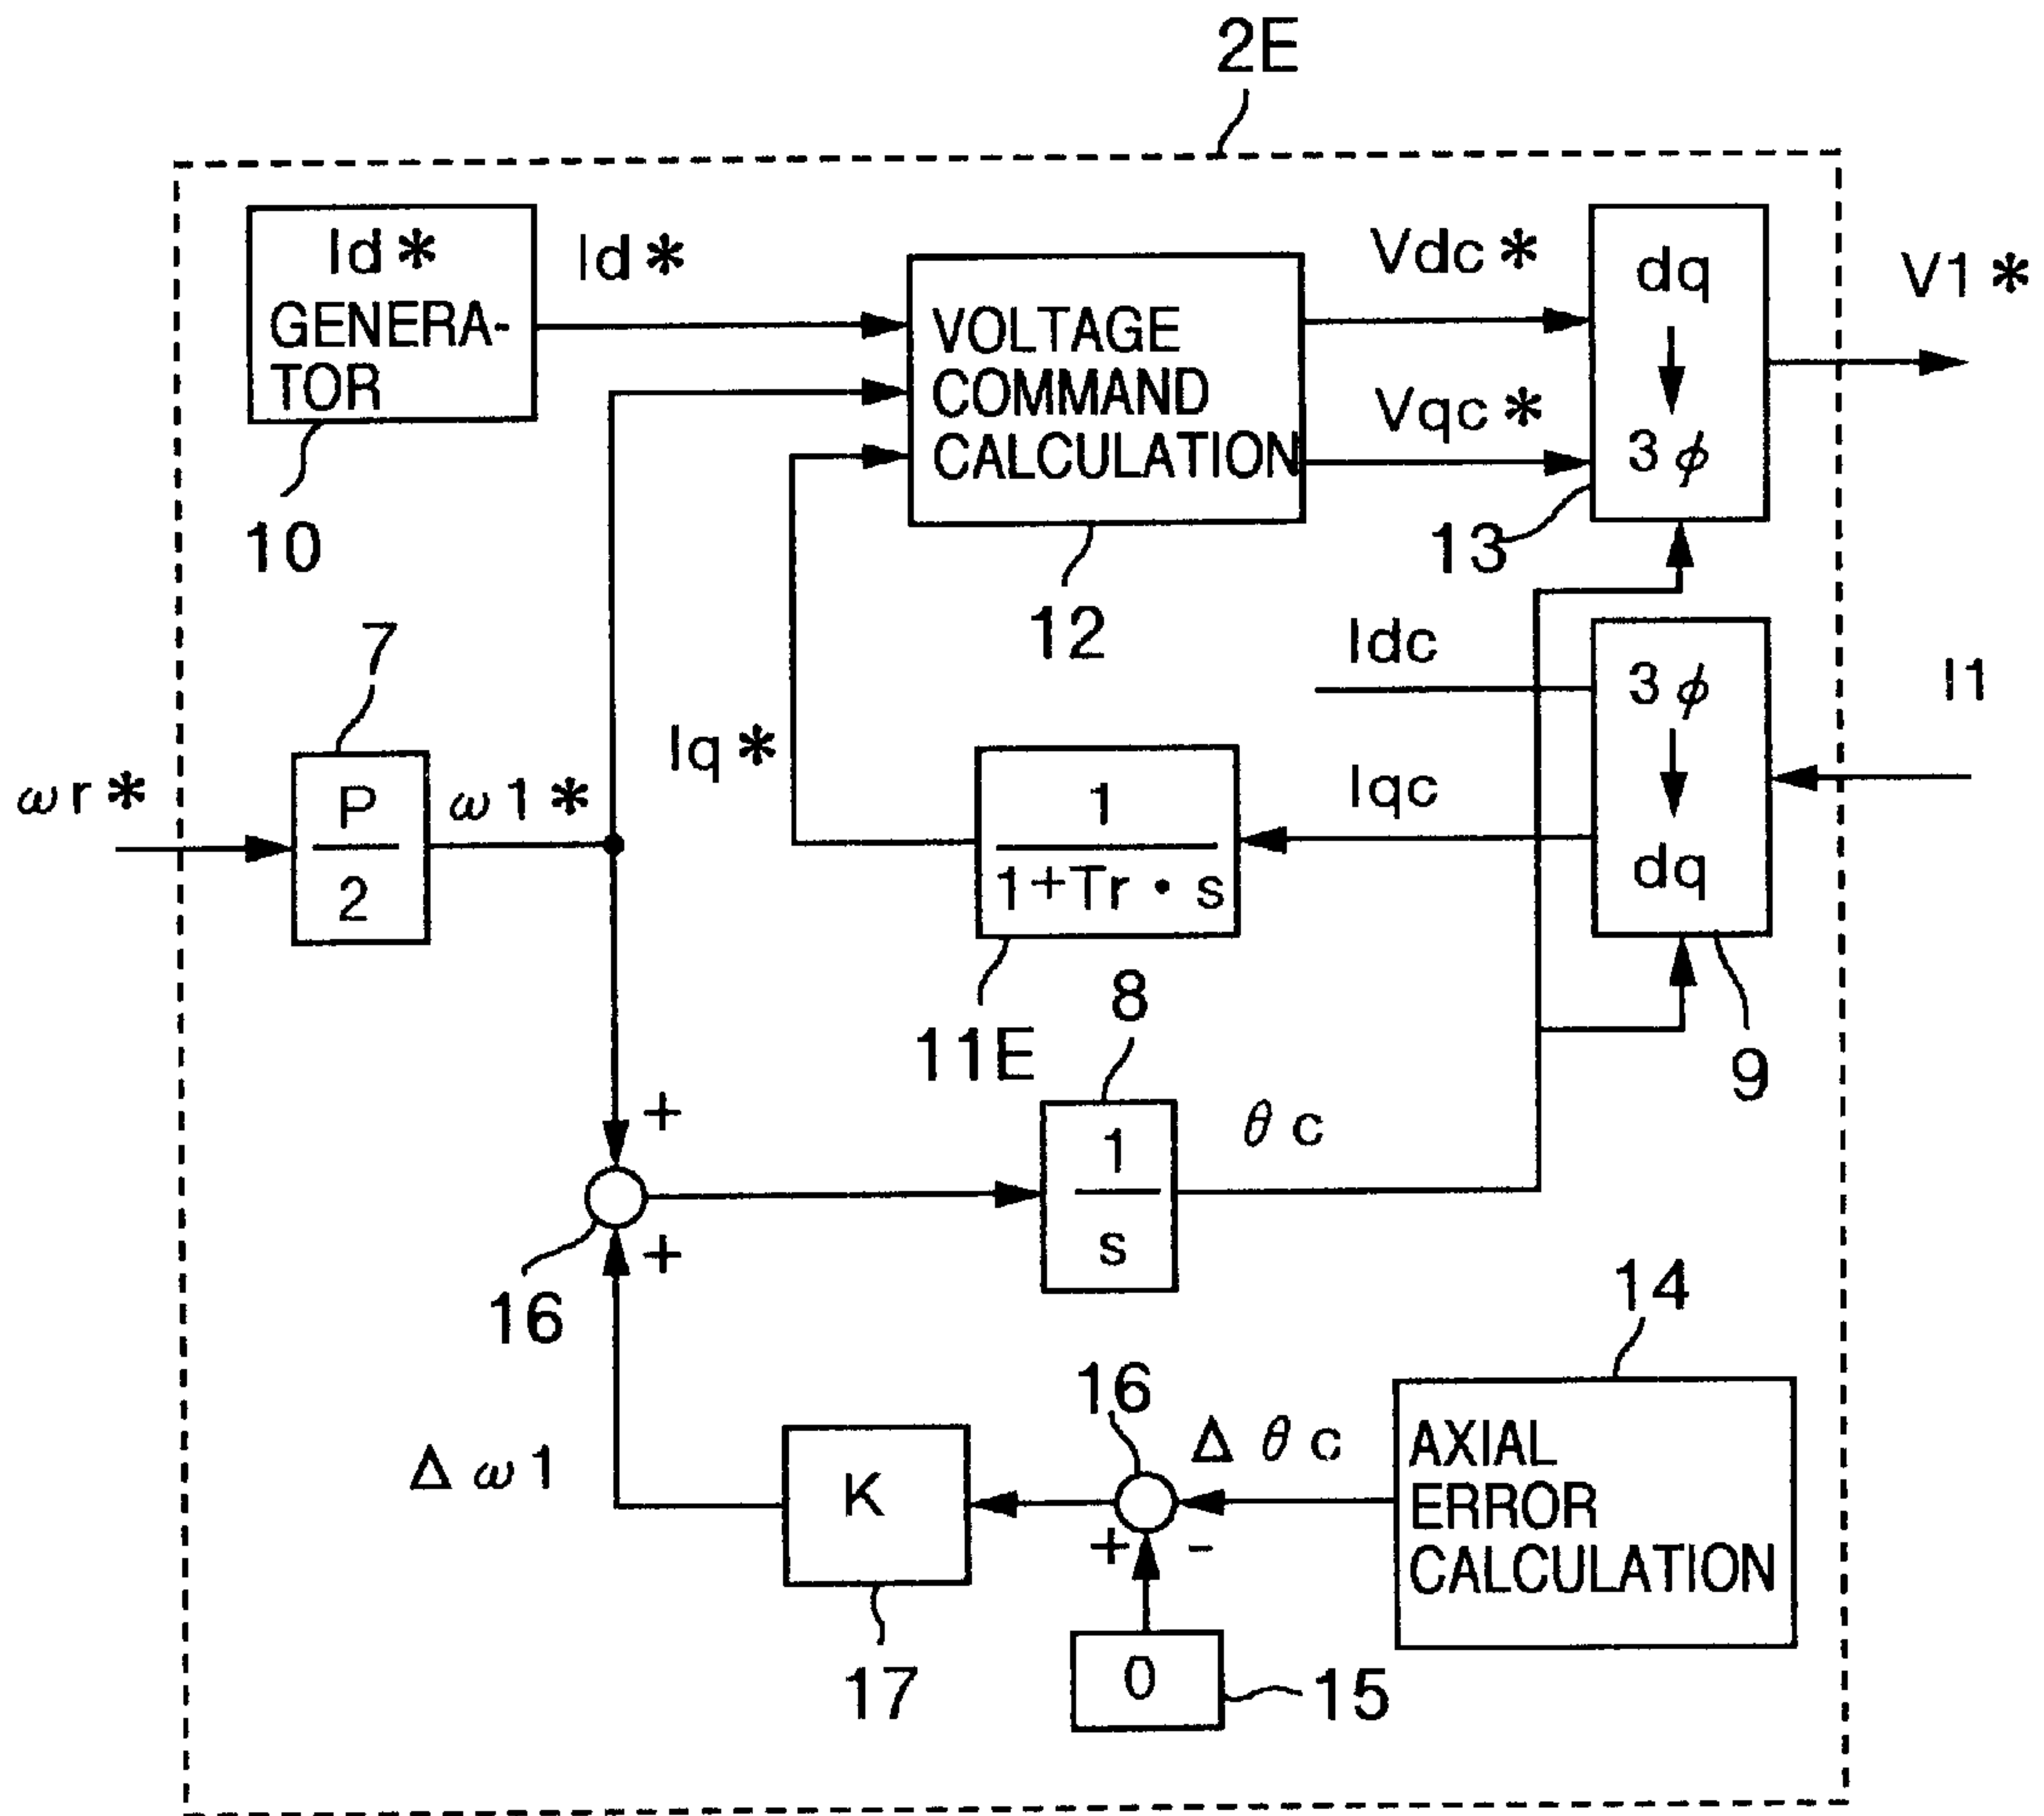 2E
Id*
GENERA-
TOR
Id*
10
VOLTAGE
COMMAND
CALCULATION
12
Vdc*
Vqc*
dq
3φ
13
V1*
7
ωr*
P
2
ω1*
Iq*
1
1+Tr・s
11E
Idc
Iqc
3φ
dq
9
I1
+
+
16
8
1
s
θc
14
AXIAL
ERROR
CALCULATION
Δθc
16
+ -
0
15
K
17
Δω1